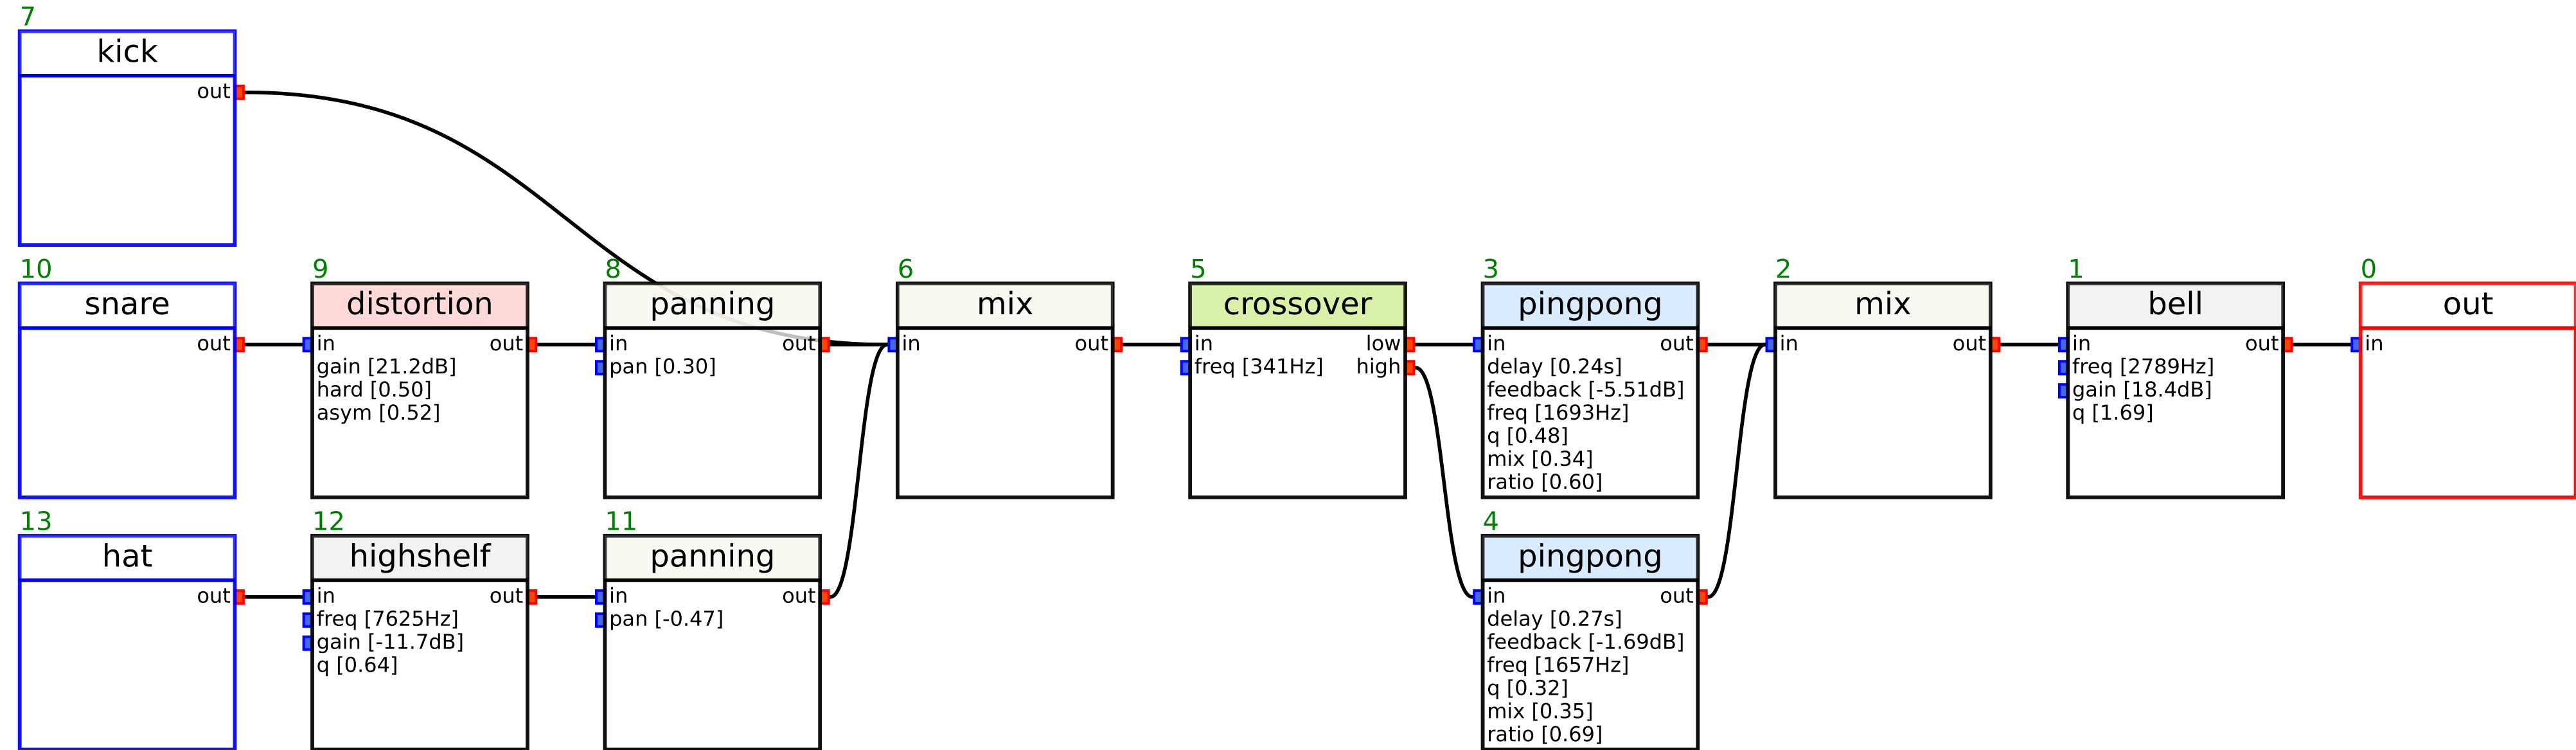 7
kick
out
10
snare
out
9
distortion
in out
gain [21.2dB]
hard [0.50]
asym [0.52]
8
panning
in out
pan [0.30]
6
mix
in out
5
crossover
in low
freq [341Hz] high
3
pingpong
in out
delay [0.24s]
feedback [-5.51dB]
freq [1693Hz]
q [0.48]
mix [0.34]
ratio [0.60]
2
mix
in out
1
bell
in out
freq [2789Hz]
gain [18.4dB]
q [1.69]
0
out
in
13
hat
out
12
highshelf
in out
freq [7625Hz]
gain [-11.7dB]
q [0.64]
11
panning
in out
pan [-0.47]
4
pingpong
in out
delay [0.27s]
feedback [-1.69dB]
freq [1657Hz]
q [0.32]
mix [0.35]
ratio [0.69]